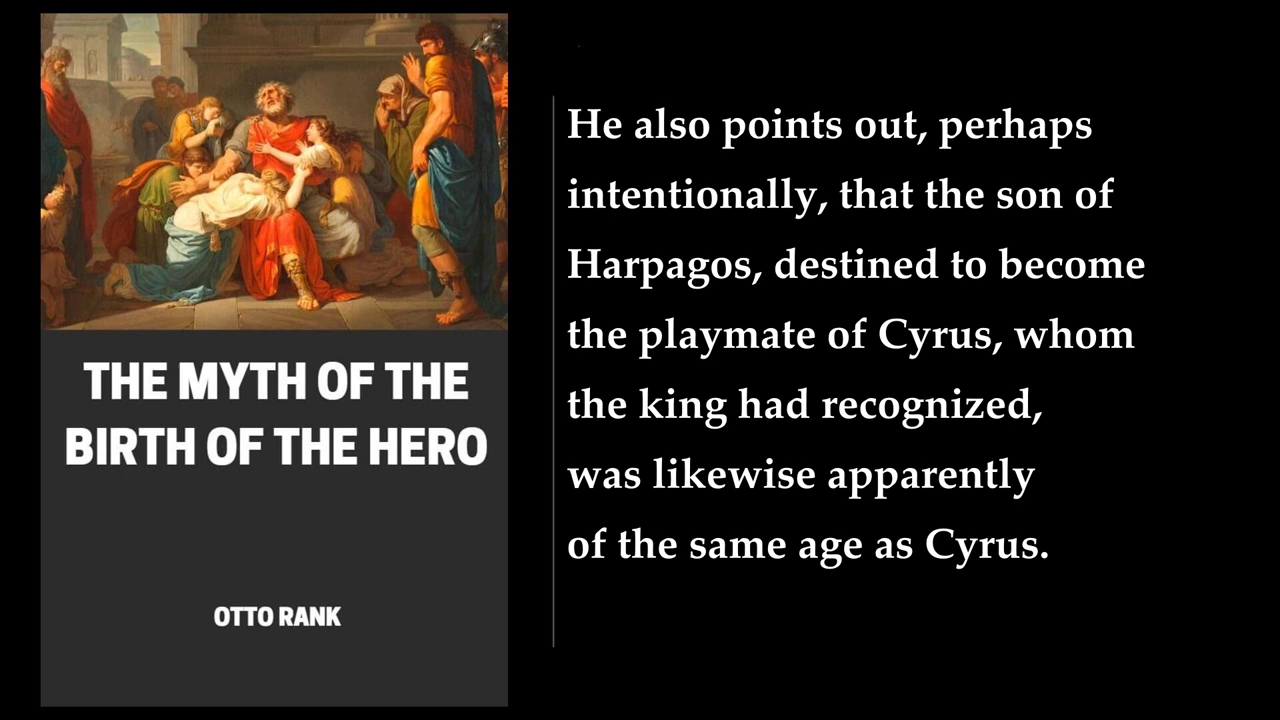 THE MYTH OF THE
BIRTH OF THE HERO
OTTO RANK
He also points out, perhaps
intentionally, that the son of
Harpagos, destined to become
the playmate of Cyrus, whom
the king had recognized,
was likewise apparently
of the same age as Cyrus.